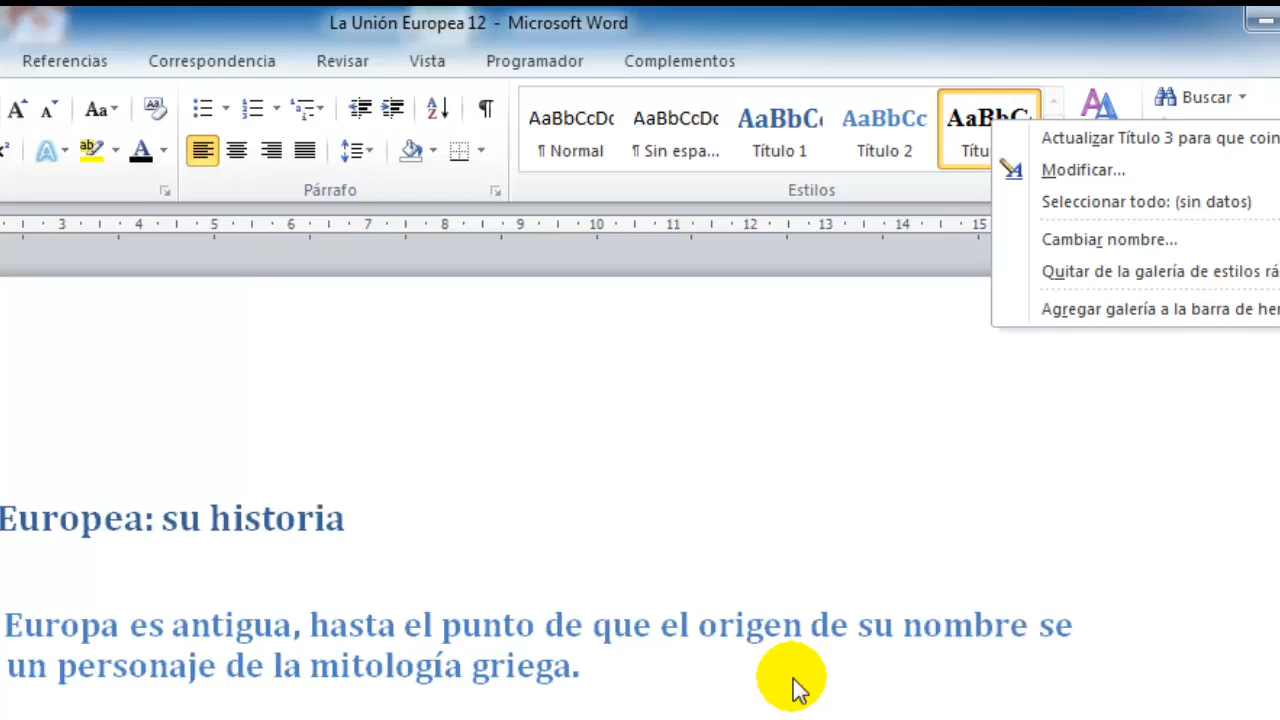 La Unión Europea 12 - Microsoft Word
Referencias Correspondencia Revisar Vista Programador Complementos
Aa Buscar
AaBbCcDc AaBbCcDc AaBbC AaBbCc AaBbC
¶ Normal ¶ Sin espa... Título 1 Título 2 Títu
Párrafo Estilos
3 4 5 6 7 8 9 10 11 12 13 14 15
Actualizar Título 3 para que coin
Modificar...
Seleccionar todo: (sin datos)
Cambiar nombre...
Quitar de la galería de estilos rá
Agregar galería a la barra de her
Europea: su historia
Europa es antigua, hasta el punto de que el origen de su nombre se
un personaje de la mitología griega.